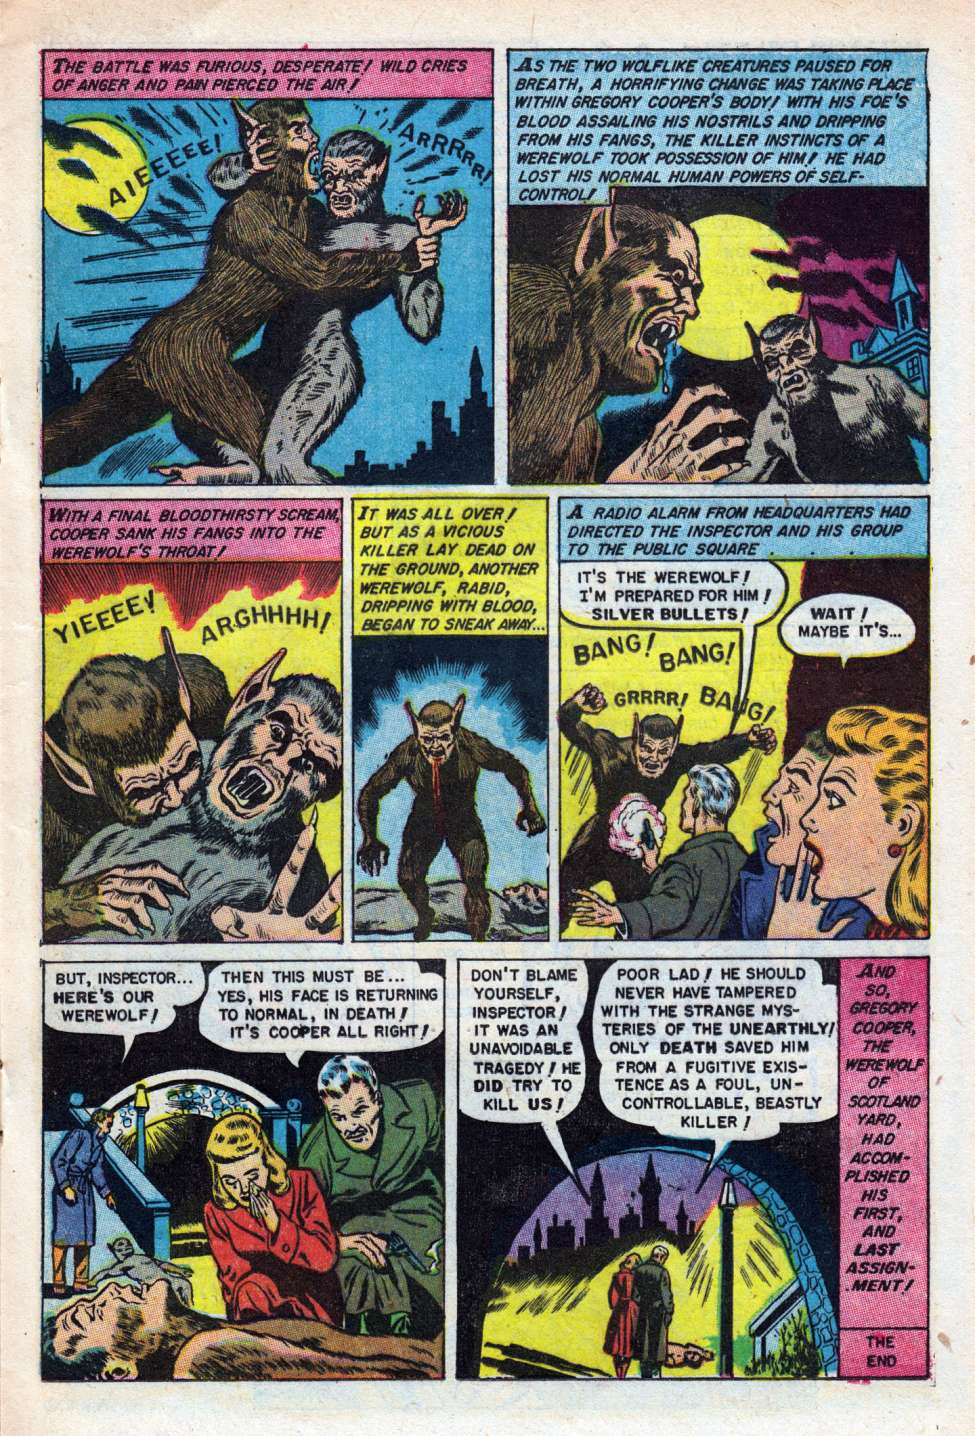 THE BATTLE WAS FURIOUS, DESPERATE! WILD CRIES
OF ANGER AND PAIN PIERCED THE AIR!
AIEEEEE!
ARRRRRR!
AS THE TWO WOLFLIKE CREATURES PAUSED FOR
BREATH, A HORRIFYING CHANGE WAS TAKING PLACE
WITHIN GREGORY COOPER'S BODY! WITH HIS FOE'S
BLOOD ASSAILING HIS NOSTRILS AND DRIPPING
FROM HIS FANGS, THE KILLER INSTINCTS OF A
WEREWOLF TOOK POSSESSION OF HIM! HE HAD
LOST HIS NORMAL HUMAN POWERS OF SELF-
CONTROL!
WITH A FINAL BLOODTHIRSTY SCREAM,
COOPER SANK HIS FANGS INTO THE
WEREWOLF'S THROAT!
YIEEEE!
ARGHHHH!
IT WAS ALL OVER!
BUT AS A VICIOUS
KILLER LAY DEAD ON
THE GROUND, ANOTHER
WEREWOLF, RABID,
DRIPPING WITH BLOOD,
BEGAN TO SNEAK AWAY...
A RADIO ALARM FROM HEADQUARTERS HAD
DIRECTED THE INSPECTOR AND HIS GROUP
TO THE PUBLIC SQUARE . . . .
IT'S THE WEREWOLF!
I'M PREPARED FOR HIM!
SILVER BULLETS!
WAIT!
MAYBE IT'S...
BANG! BANG!
GRRRR! BANG!
BUT, INSPECTOR...
HERE'S OUR
WEREWOLF!
THEN THIS MUST BE...
YES, HIS FACE IS RETURNING
TO NORMAL, IN DEATH!
IT'S COOPER ALL RIGHT!
DON'T BLAME
YOURSELF,
INSPECTOR!
IT WAS AN
UNAVOIDABLE
TRAGEDY! HE
DID TRY TO
KILL US!
POOR LAD! HE SHOULD
NEVER HAVE TAMPERED
WITH THE STRANGE MYS-
TERIES OF THE UNEARTHLY!
ONLY DEATH SAVED HIM
FROM A FUGITIVE EXIS-
TENCE AS A FOUL, UN-
CONTROLLABLE, BEASTLY
KILLER!
AND
SO,
GREGORY
COOPER,
THE
WEREWOLF
OF
SCOTLAND
YARD,
HAD
ACCOM-
PLISHED
HIS
FIRST,
AND
LAST
ASSIGN-
MENT!
THE
END